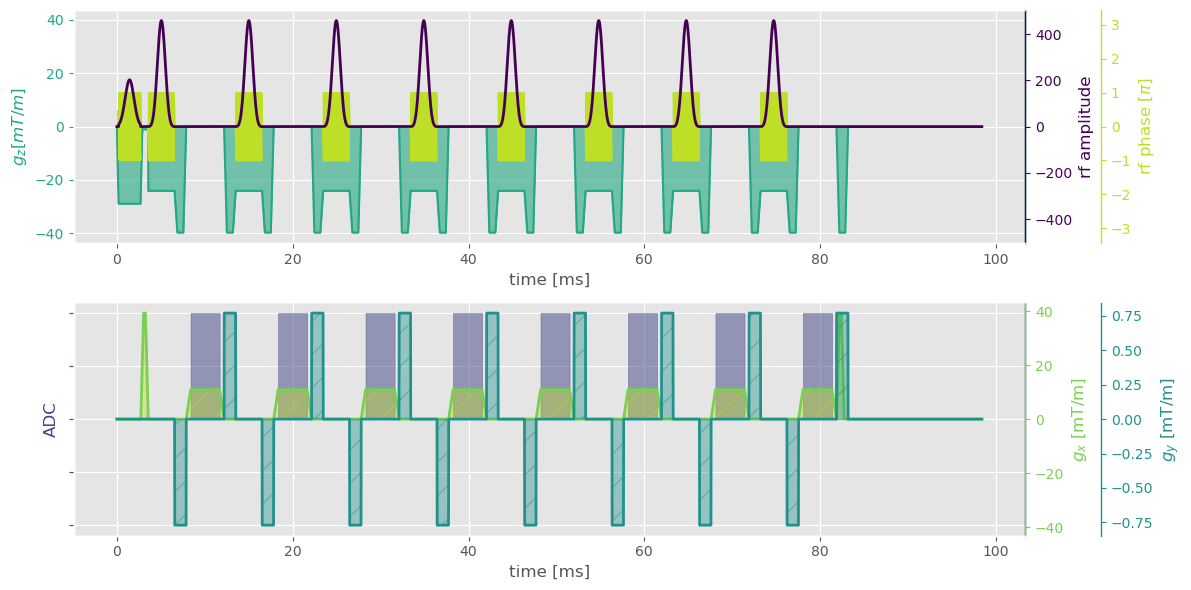 40
20
0
−20
−40
g_z[mT/m]
0 20 40 60 80 100
time [ms]
400
200
0
−200
−400
rf amplitude
3
2
1
0
−1
−2
−3
rf phase [π]
ADC
0 20 40 60 80 100
time [ms]
40
20
0
−20
−40
g_x [mT/m]
0.75
0.50
0.25
0.00
−0.25
−0.50
−0.75
g_y [mT/m]